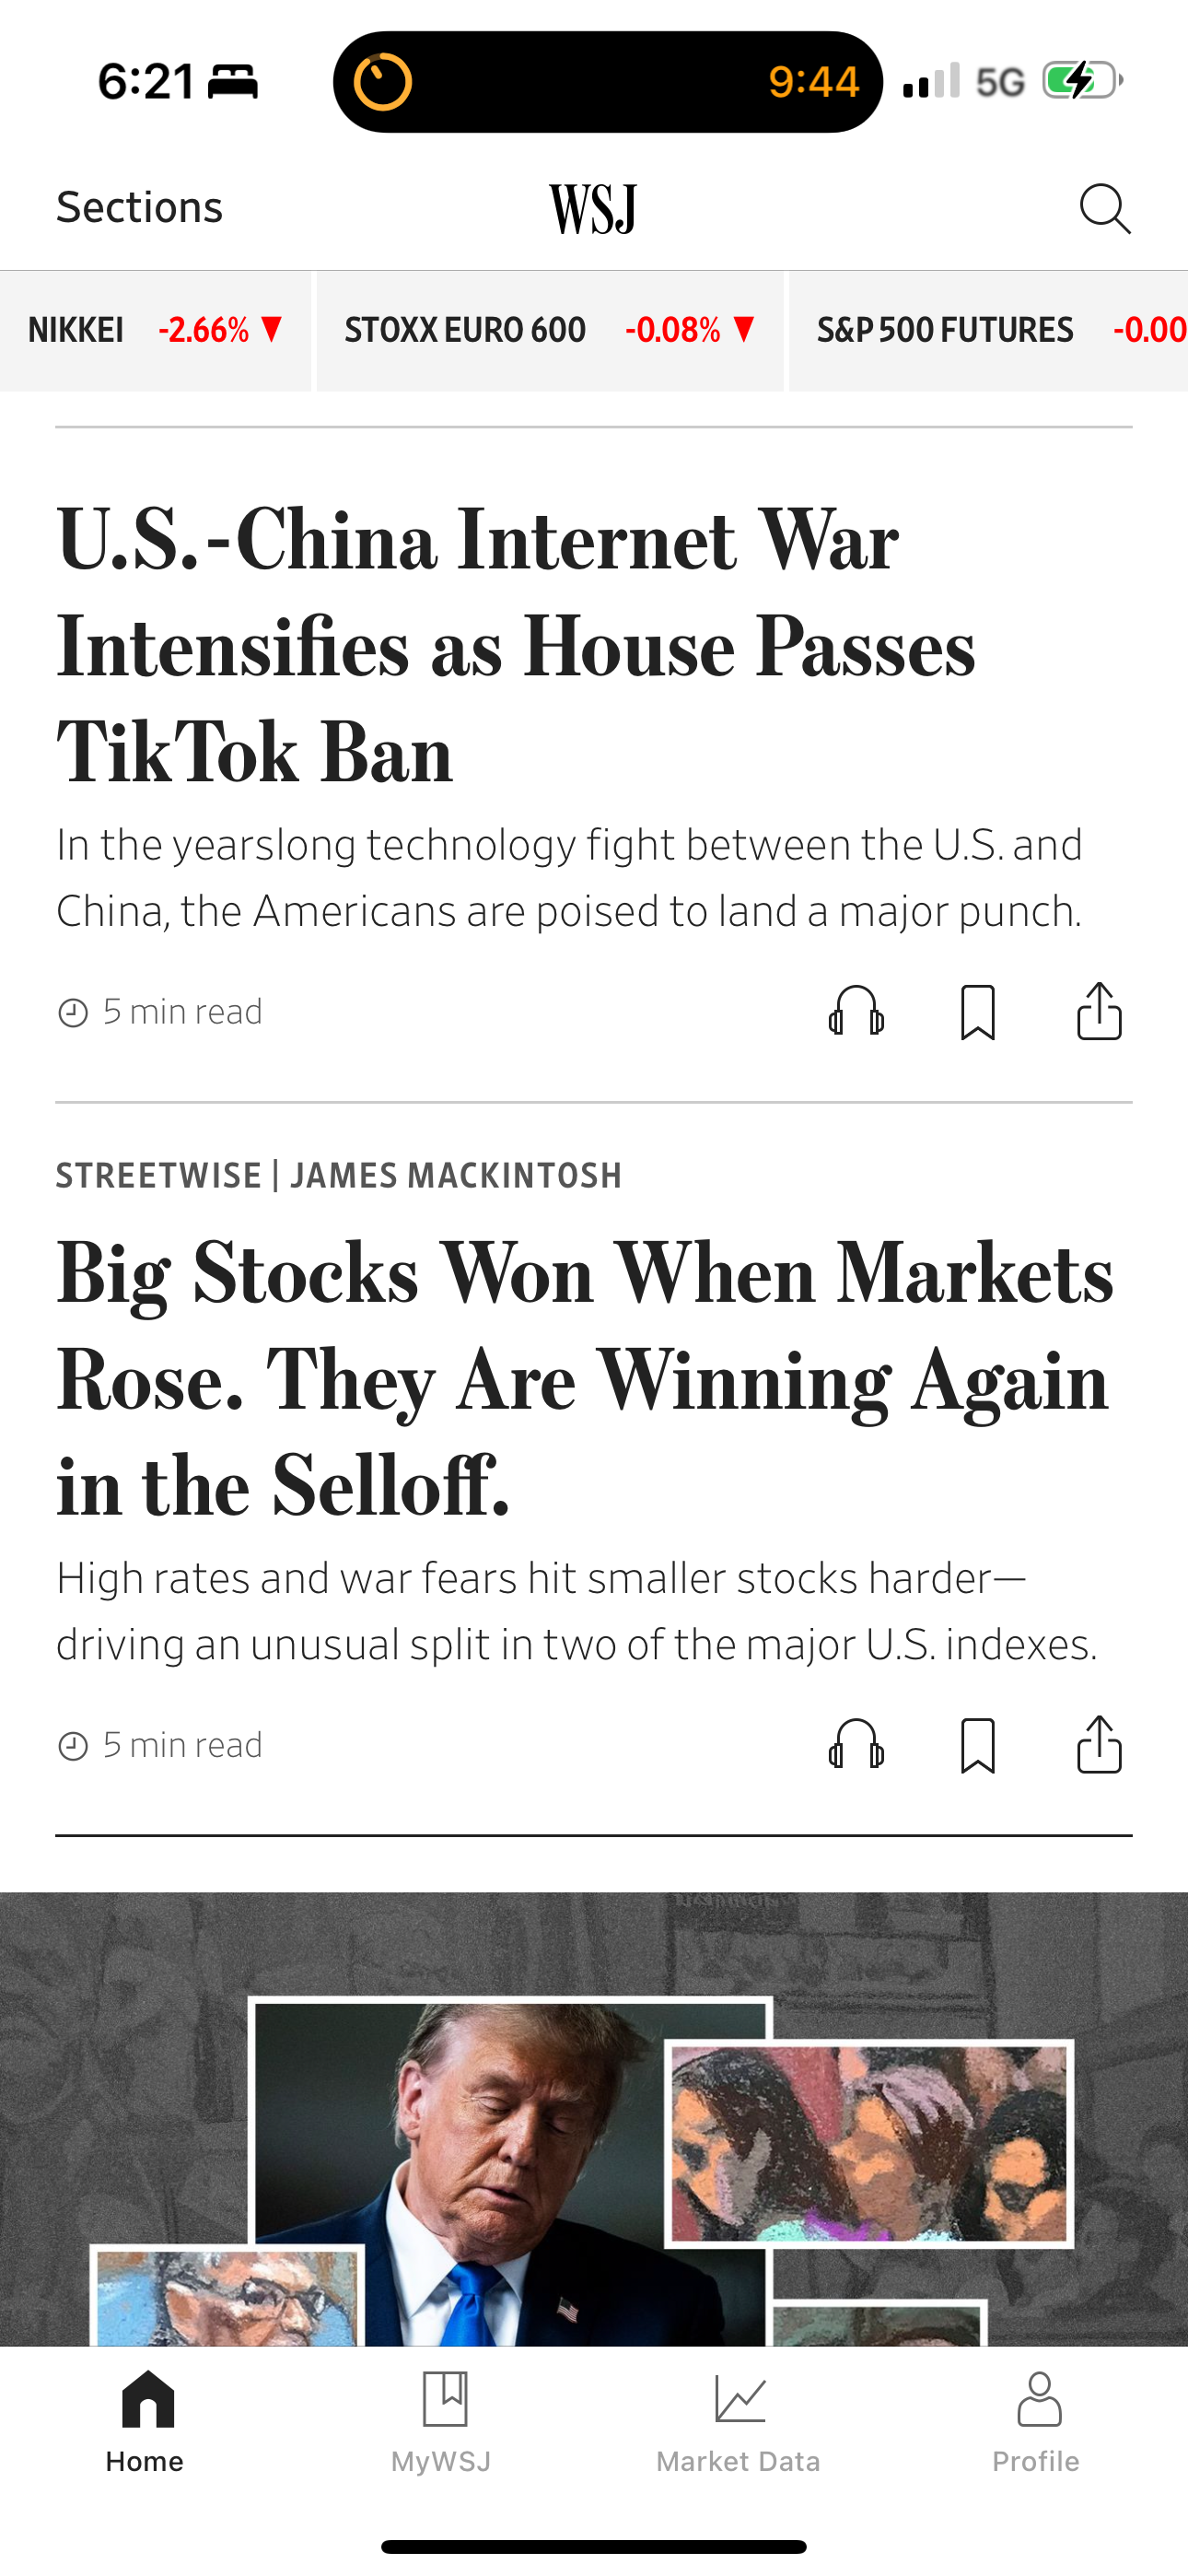 6:21
9:44
5G
Sections
WSJ
NIKKEI -2.66% ▼
STOXX EURO 600 -0.08% ▼
S&P 500 FUTURES -0.00
U.S.-China Internet War
Intensifies as House Passes
TikTok Ban
In the yearslong technology fight between the U.S. and
China, the Americans are poised to land a major punch.
5 min read
STREETWISE | JAMES MACKINTOSH
Big Stocks Won When Markets
Rose. They Are Winning Again
in the Selloff.
High rates and war fears hit smaller stocks harder—
driving an unusual split in two of the major U.S. indexes.
5 min read
Home
MyWSJ
Market Data
Profile